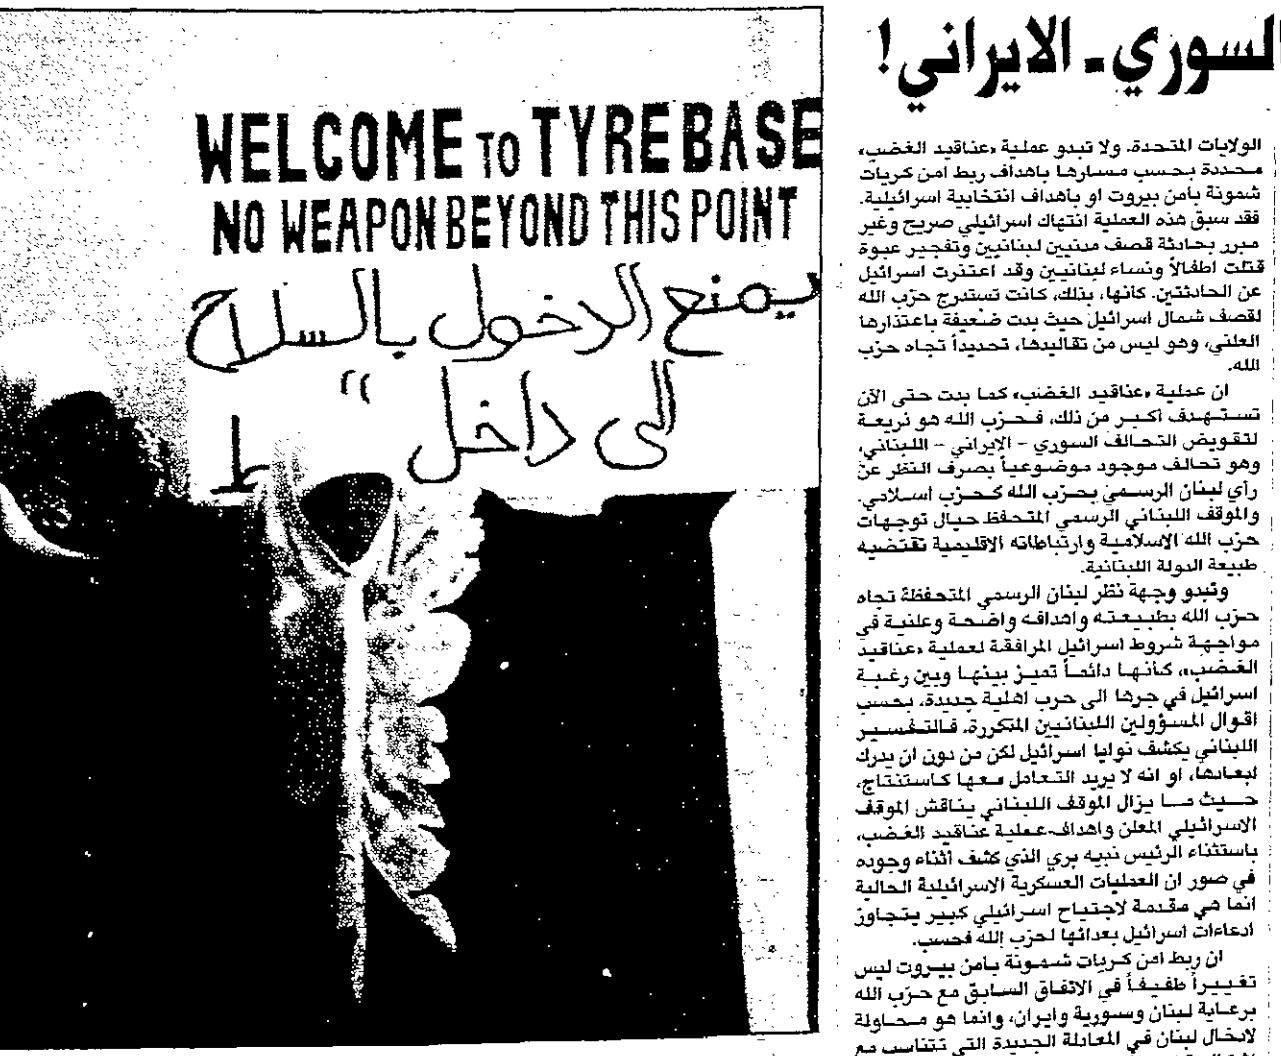 السوري ـ الايراني!
WELCOME TO TYRE BASE
NO WEAPON BEYOND THIS POINT
يمنع الدخول بالسلاح
الى داخل "
الولايات المتحدة. ولا تبدو عملية «عناقيد الغضب»
محددة بحسب مسارها باهداف ربط امن كريات
شمونة بامن بيروت او باهداف انتخابية اسرائيلية.
فقد سبق هذه العملية انتهاك اسرائيلي صريح وغير
مبرر بحادثة قصف مدنيين لبنانيين وتفجير عبوة
قتلت اطفالاً ونساء لبنانيين وقد اعتذرت اسرائيل
عن الحادثتين. كأنها، بذلك، كانت تستدرج حزب الله
لقصف شمال اسرائيل حيث بدت ضعيفة باعتذارها
العلني، وهو ليس من تقاليدها، تحديداً تجاه حزب
الله.
ان عملية «عناقيد الغضب» كما بدت حتى الآن
تستهدف أكبر من ذلك، فحزب الله هو ذريعة
لتقويض التحالف السوري - الإيراني - اللبناني،
وهو تحالف موجود موضوعياً بصرف النظر عن
رأي لبنان الرسمي بحزب الله كحزب اسلامي.
والموقف اللبناني الرسمي المتحفظ حيال توجهات
حزب الله الاسلامية وارتباطاته الاقليمية تقتضيه
طبيعة الدولة اللبنانية.
وتبدو وجهة نظر لبنان الرسمي المتحفظة تجاه
حزب الله بطبيعته واهدافه واضحة وعلنية في
مواجهة شروط اسرائيل المرافقة لعملية «عناقيد
الغضب»، كأنها دائماً تميز بينها وبين رغبة
اسرائيل في جرها الى حرب اهلية جديدة، بحسب
اقوال المسؤولين اللبنانيين المتكررة. فالتفسير
اللبناني يكشف نوايا اسرائيل لكن من دون ان يدرك
ابعادها، او انه لا يريد التعامل معها كاستنتاج،
حيث ما يزال الموقف اللبناني يناقش الموقف
الاسرائيلي المعلن واهداف عملية عناقيد الغضب،
باستثناء الرئيس نبيه بري الذي كشف أثناء وجوده
في صور ان العمليات العسكرية الاسرائيلية الحالية
انما هي مقدمة لاجتياح اسرائيلي كبير يتجاوز
ادعاءات اسرائيل بعدائها لحزب الله فحسب.
ان ربط امن كريات شمونة بامن بيروت ليس
تغييراً طفيفاً في الاتفاق السابق مع حزب الله
برعاية لبنان وسورية وايران، وانما هو محاولة
لادخال لبنان في المعادلة الجديدة التي تتناسب مع